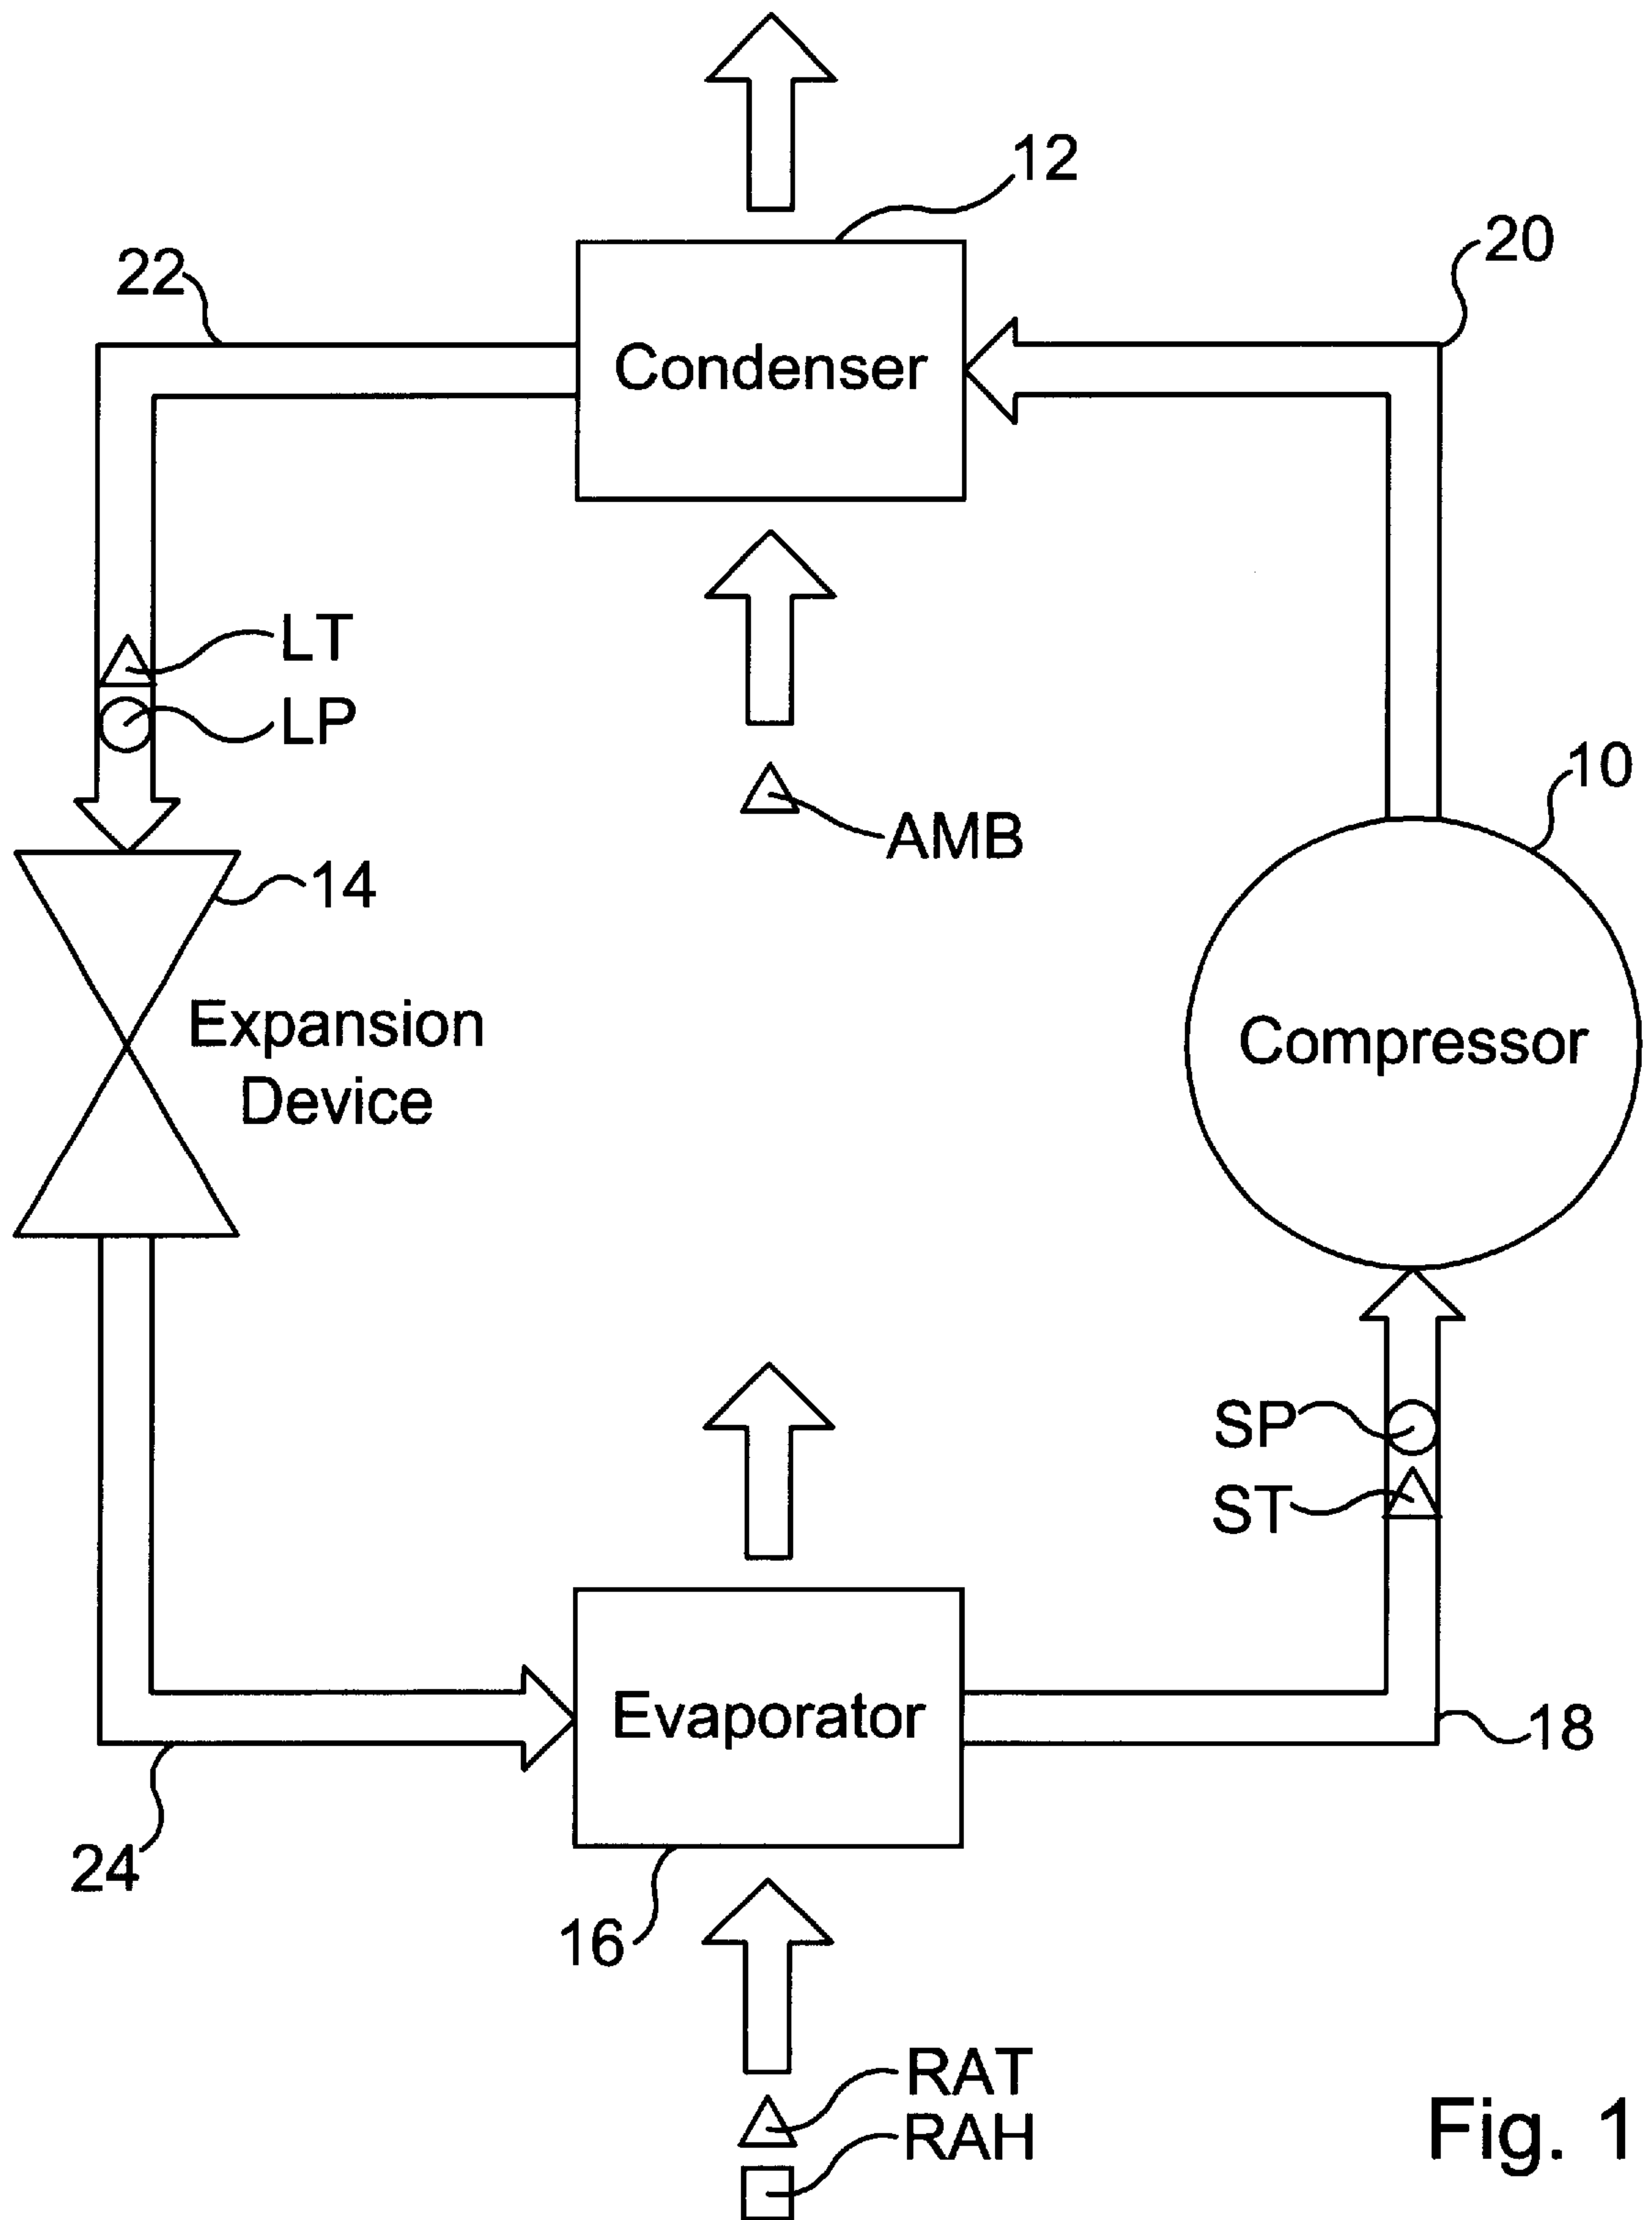 12
20
22
Condenser
LT
LP
10
AMB
14
Expansion
Device
Compressor
SP
ST
Evaporator
18
24
16
RAT
RAH
Fig. 1